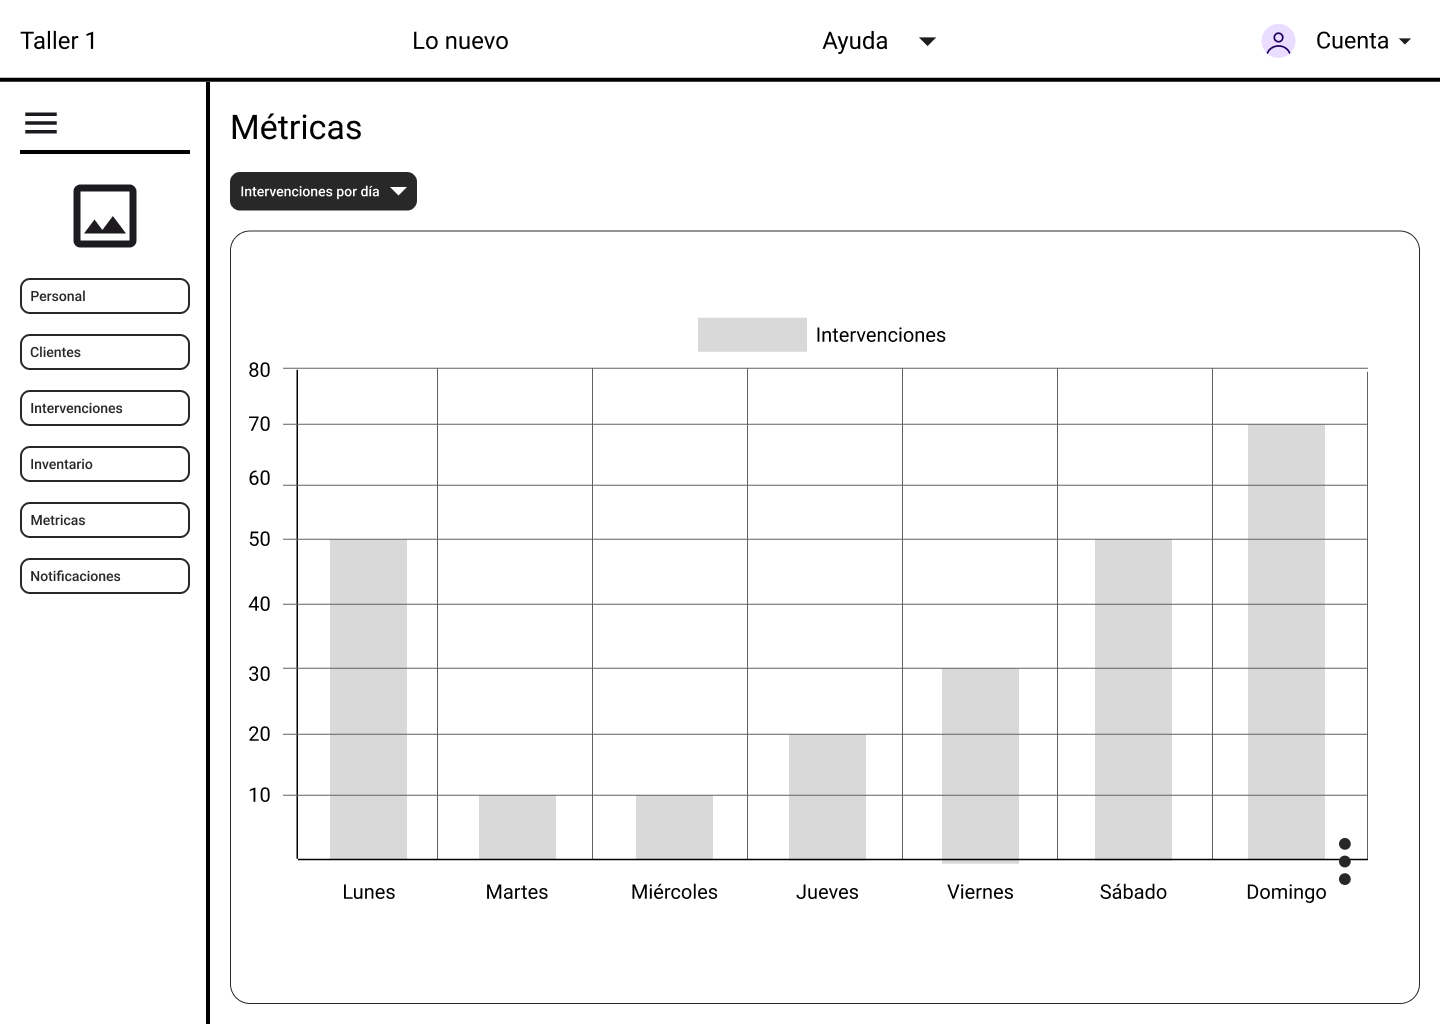 Taller 1
Lo nuevo
Ayuda
Cuenta
Métricas
Intervenciones por día
Personal
Clientes
Intervenciones
Inventario
Metricas
Notificaciones
Intervenciones
80
70
60
50
40
30
20
10
Lunes
Martes
Miércoles
Jueves
Viernes
Sábado
Domingo